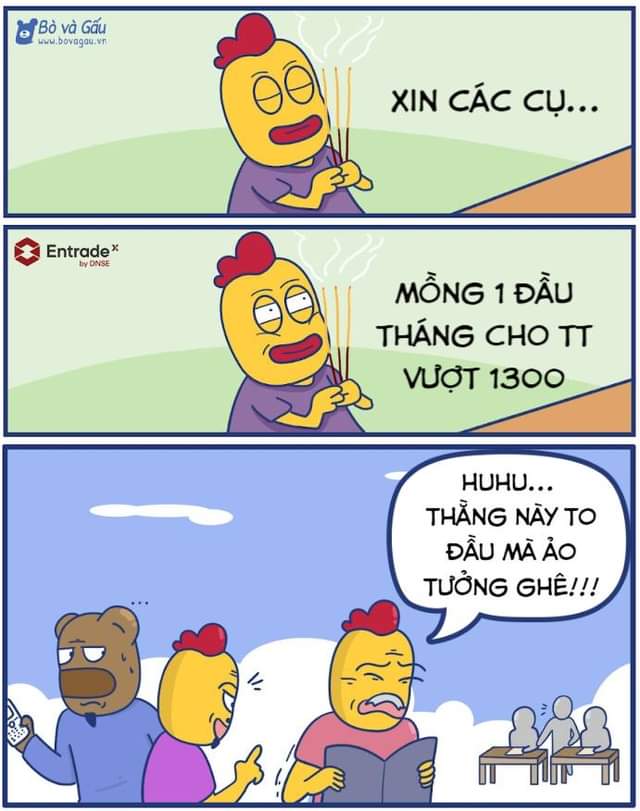 Bò và Gấu
www.bovagau.vn
XIN CÁC CỤ...
Entrade X
by DNSE
MỒNG 1 ĐẦU
THÁNG CHO TT
VƯỢT 1300
HUHU...
THẰNG NÀY TO
ĐẦU MÀ ẢO
TƯỞNG GHÊ!!!
...